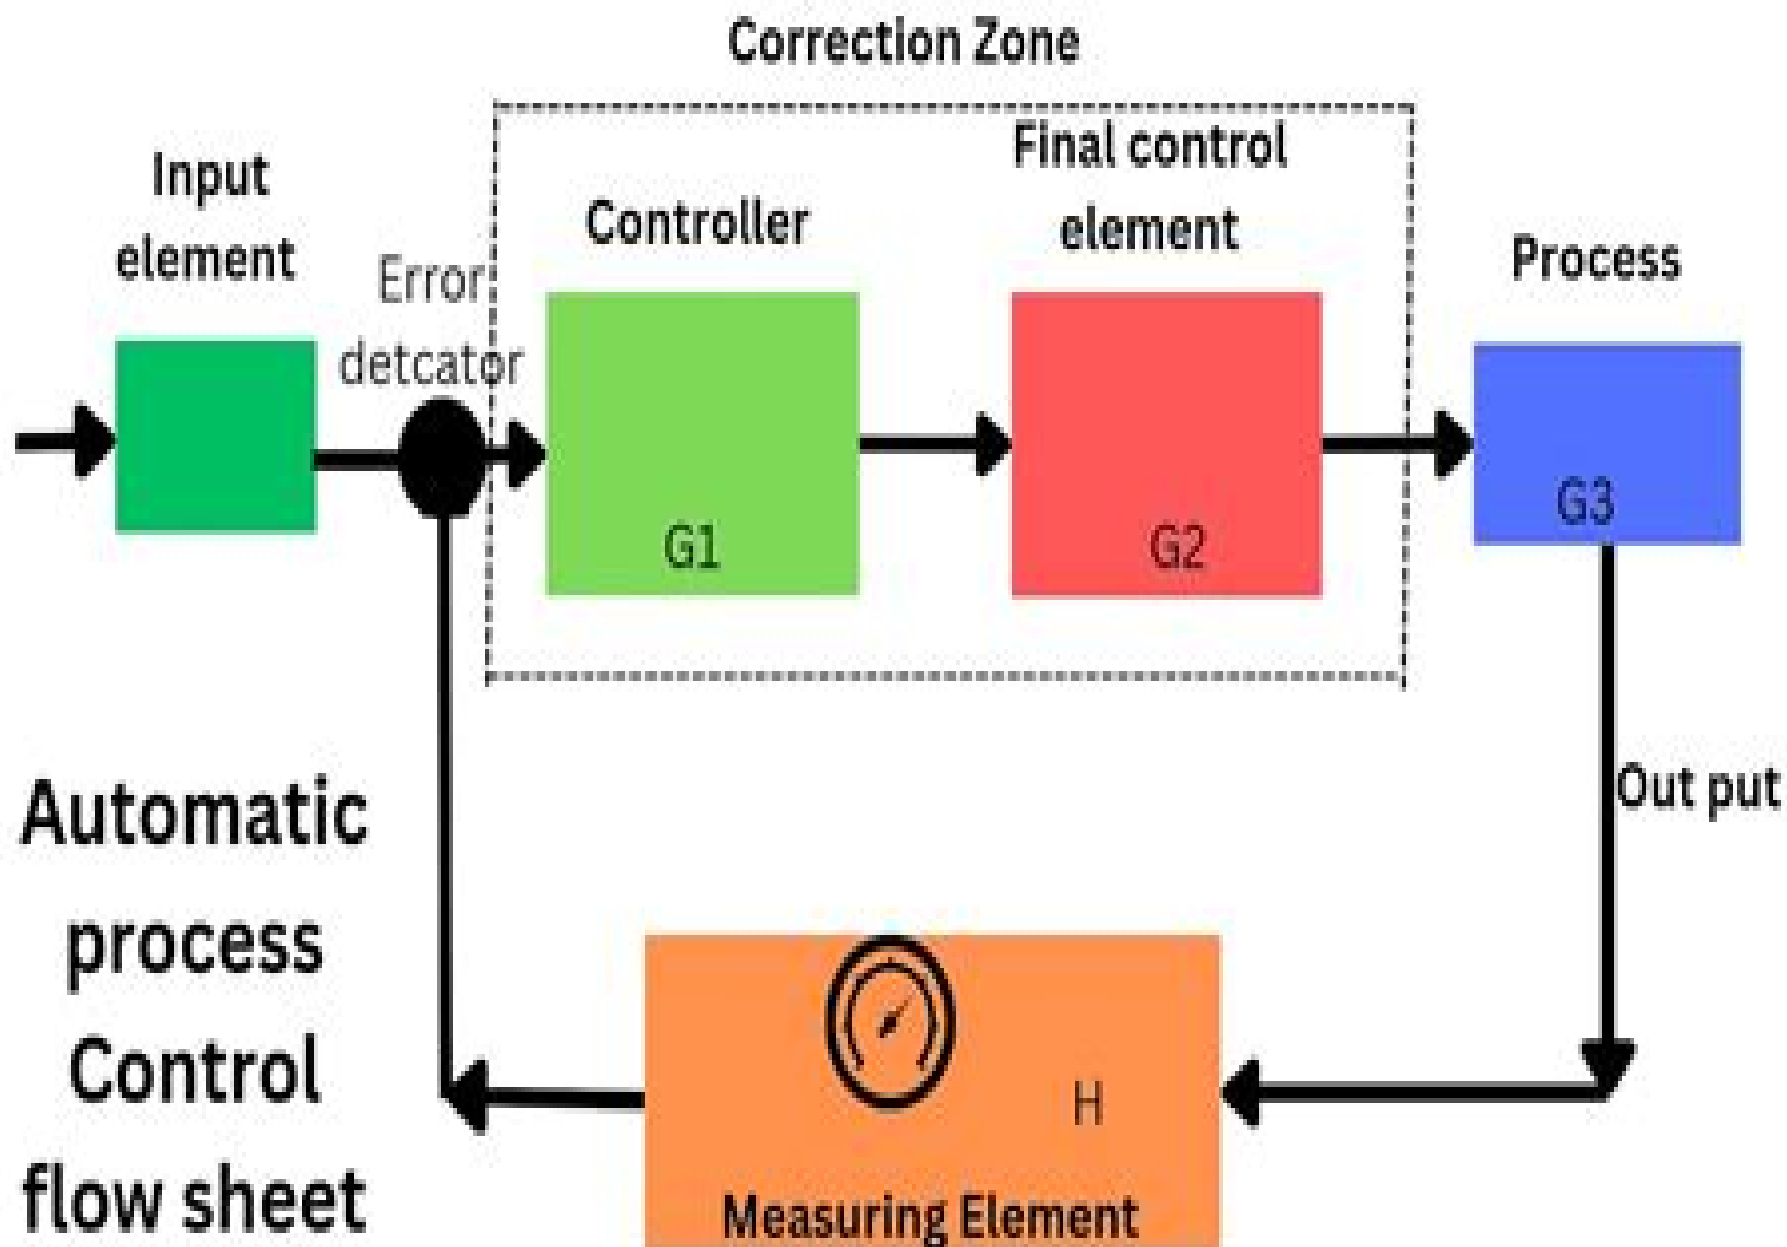 Correction Zone
Input
element
Error
detcator
Controller
Final control
element
Process
G1
G2
G3
Out put
Automatic
process
Control
flow sheet
H
Measuring Element